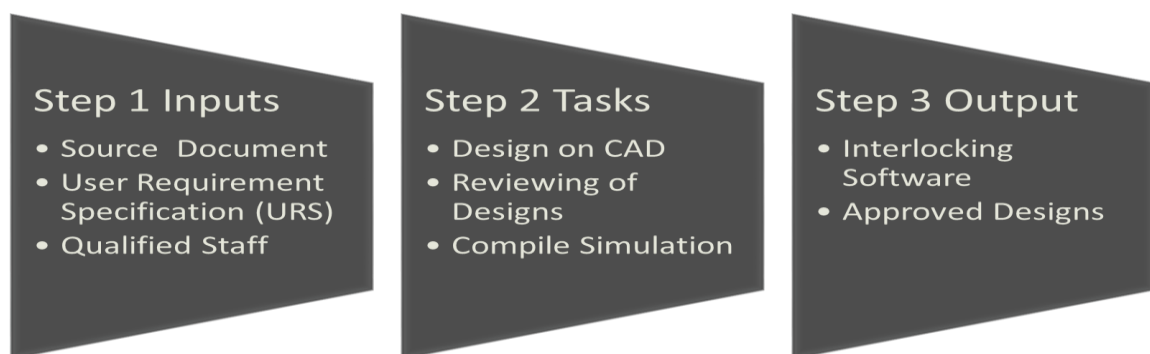 Step 1 Inputs
• Source Document
• User Requirement
Specification (URS)
• Qualified Staff
Step 2 Tasks
• Design on CAD
• Reviewing of
Designs
• Compile Simulation
Step 3 Output
• Interlocking
Software
• Approved Designs